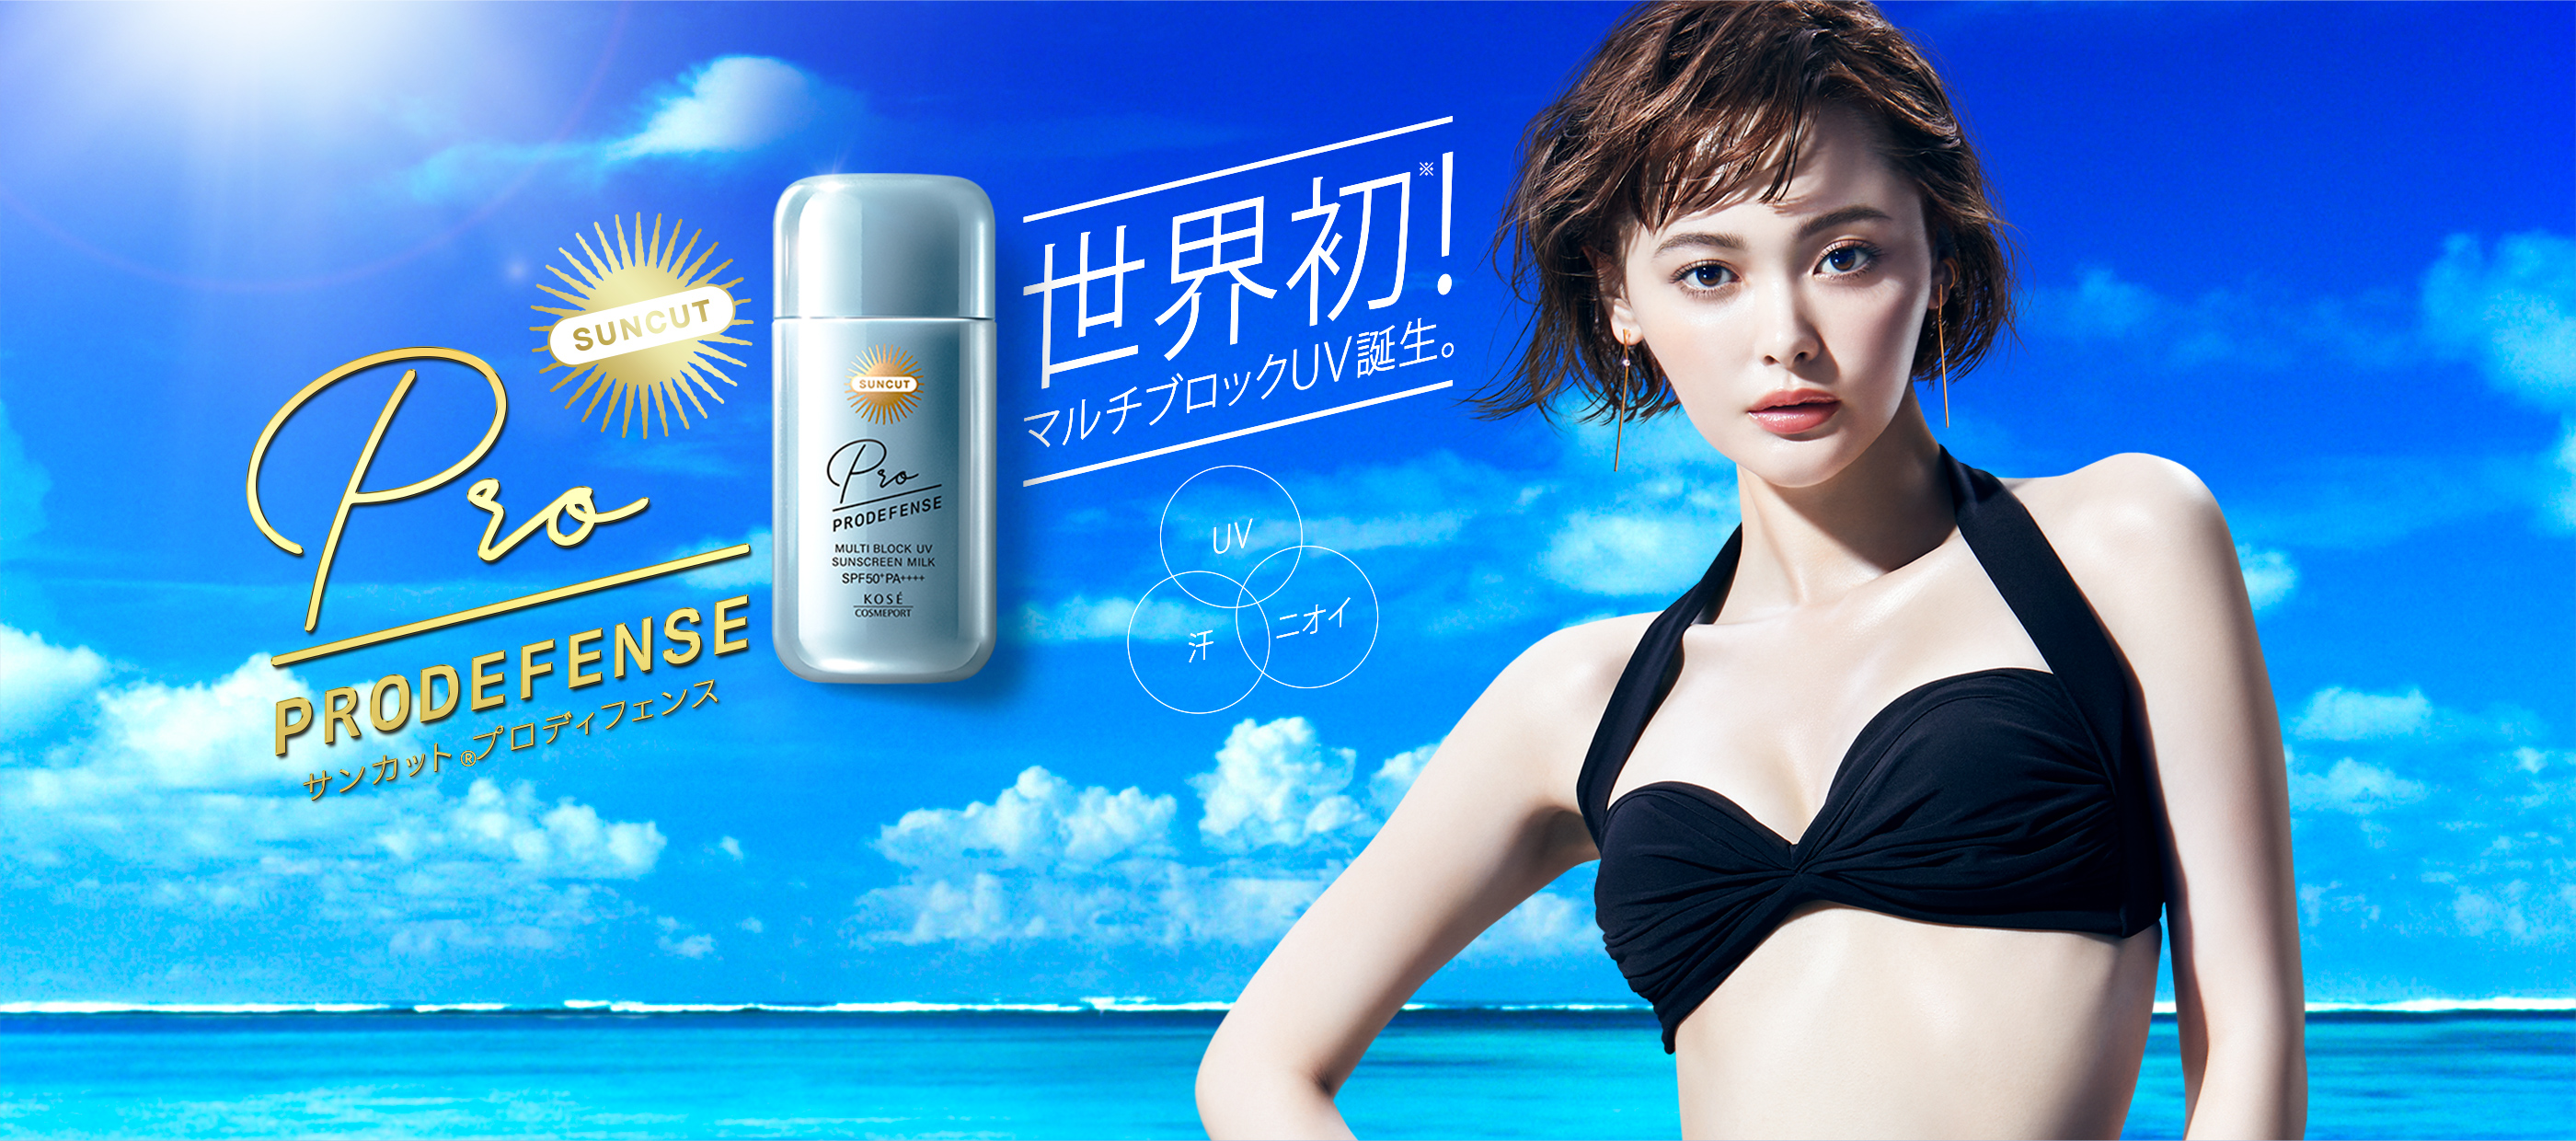 SUNCUT
Pro
PRODEFENSE
サンカット®プロディフェンス
SUNCUT
Pro
PRODEFENSE
MULTI BLOCK UV
SUNSCREEN MILK
SPF50+PA++++
KOSÉ
COSMEPORT
世界初※!
マルチブロックUV誕生。
UV
汗
ニオイ